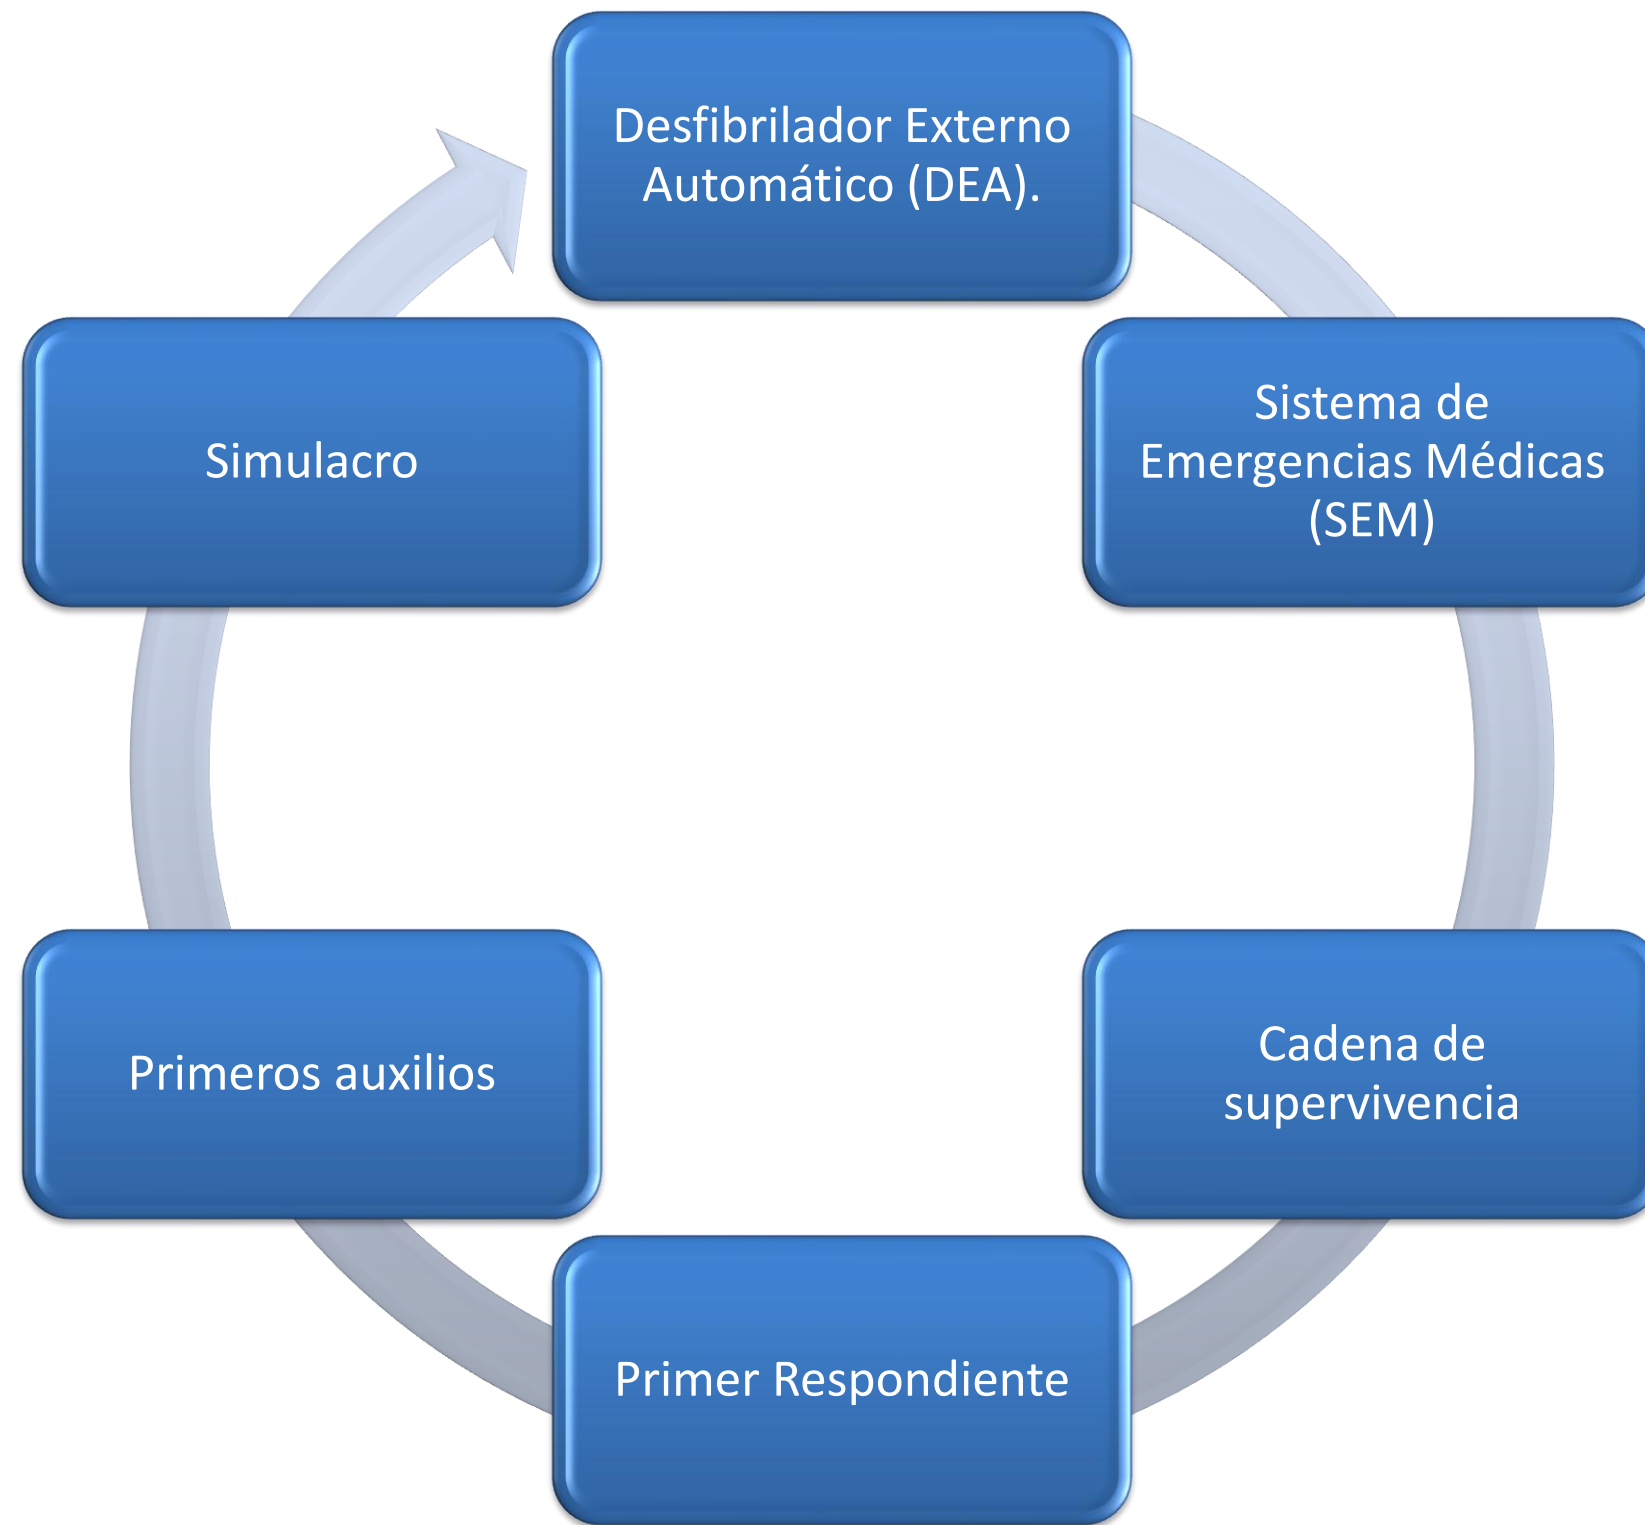 Desfibrilador Externo
Automático (DEA).
Sistema de
Emergencias Médicas
(SEM)
Cadena de
supervivencia
Primer Respondiente
Primeros auxilios
Simulacro